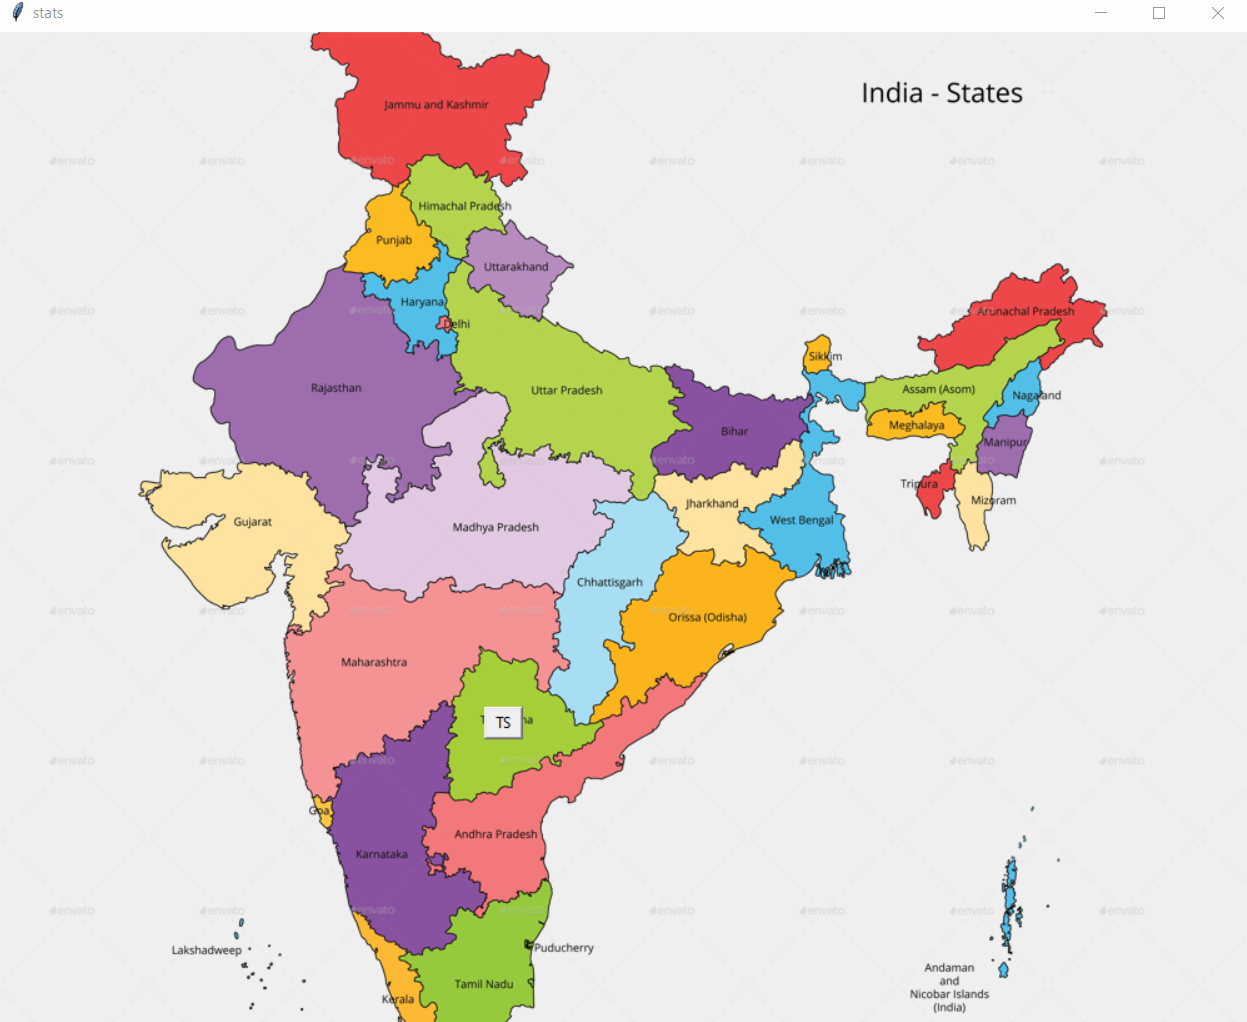 stats
India - States
Jammu and Kashmir
Himachal Pradesh
Punjab
Uttarakhand
Haryana
Delhi
Arunachal Pradesh
Sikkim
Rajasthan
Uttar Pradesh
Assam (Asom)
Nagaland
Meghalaya
Bihar
Manipur
Tripura
Mizoram
Jharkhand
Gujarat
Madhya Pradesh
West Bengal
Chhattisgarh
Orissa (Odisha)
Maharashtra
TS
Goa
Andhra Pradesh
Karnataka
Lakshadweep
Puducherry
Tamil Nadu
Kerala
Andaman
and
Nicobar Islands
(India)
envato